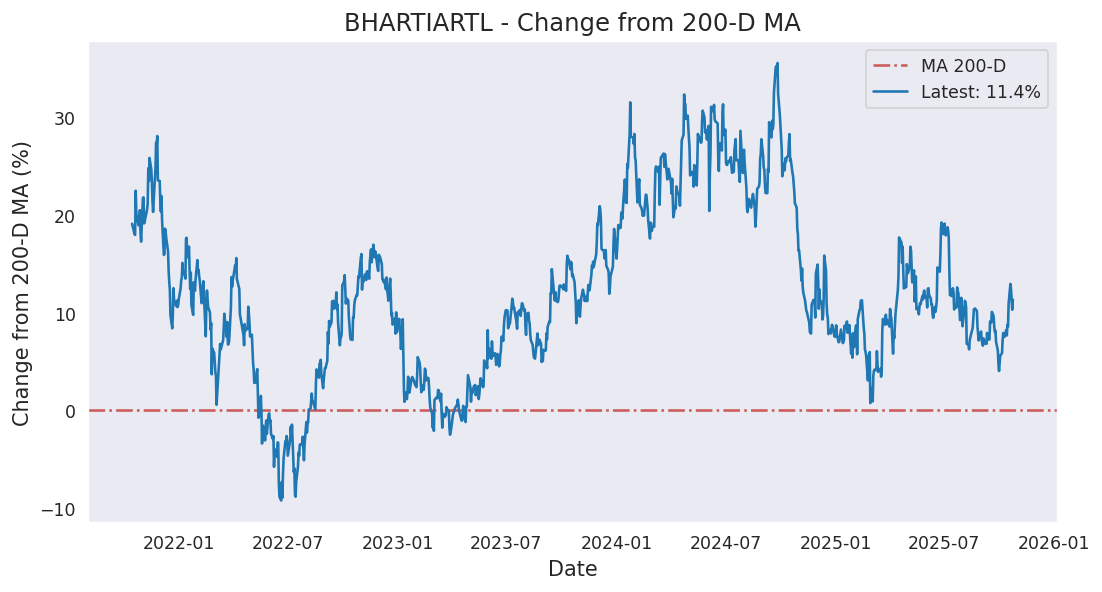 BHARTIARTL - Change from 200-D MA
MA 200-D
Latest: 11.4%
Change from 200-D MA (%)
30
20
10
0
−10
2022-01
2022-07
2023-01
2023-07
2024-01
2024-07
2025-01
2025-07
2026-01
Date